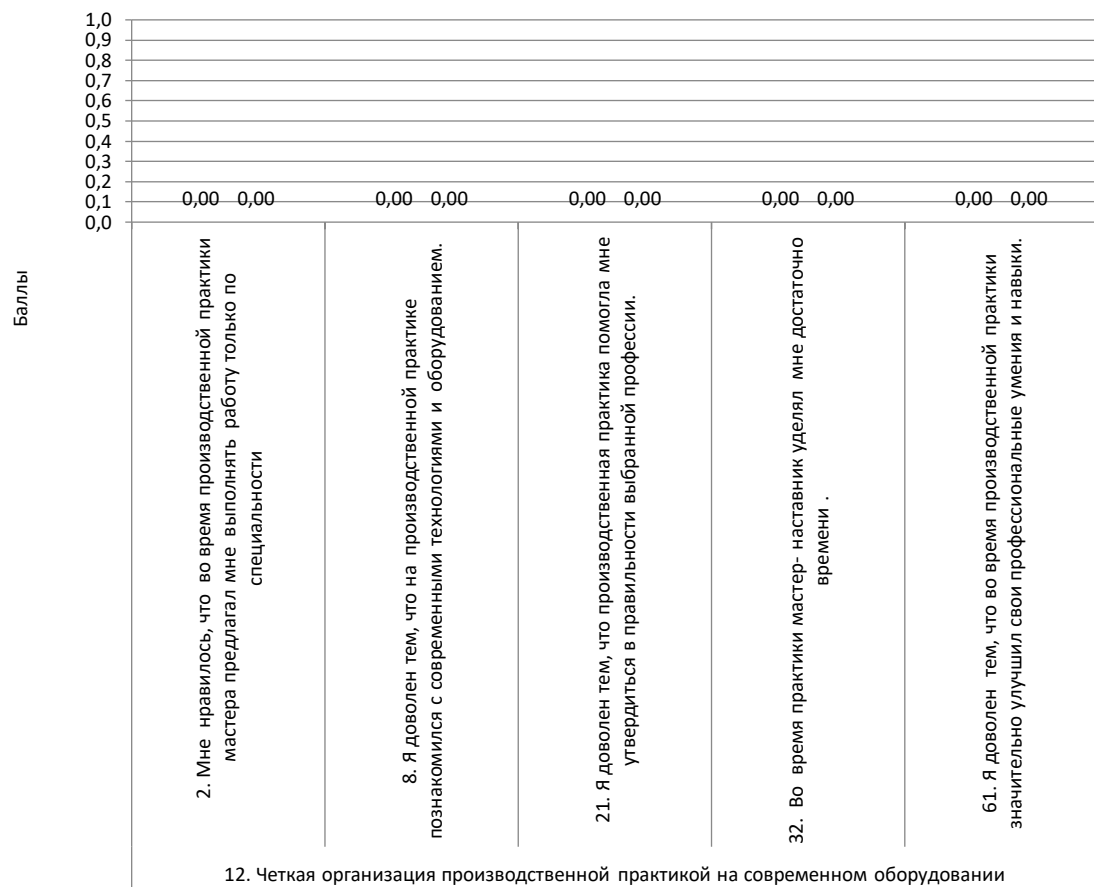 1,0
0,9
0,8
0,7
0,6
0,5
0,4
0,3
0,2
0,1
0,0
Баллы
0,00 0,00 0,00 0,00 0,00 0,00 0,00 0,00 0,00 0,00
2. Мне нравилось, что во время производственной практики
мастера предлагал мне выполнять работу только по
специальности
8. Я доволен тем, что на производственной практике
познакомился с современными технологиями и оборудованием.
21. Я доволен тем, что производственная практика помогла мне
утвердиться в правильности выбранной профессии.
32. Во время практики мастер- наставник уделял мне достаточно
времени .
61. Я доволен тем, что во время производственной практики
значительно улучшил свои профессиональные умения и навыки.
12. Четкая организация производственной практикой на современном оборудовании